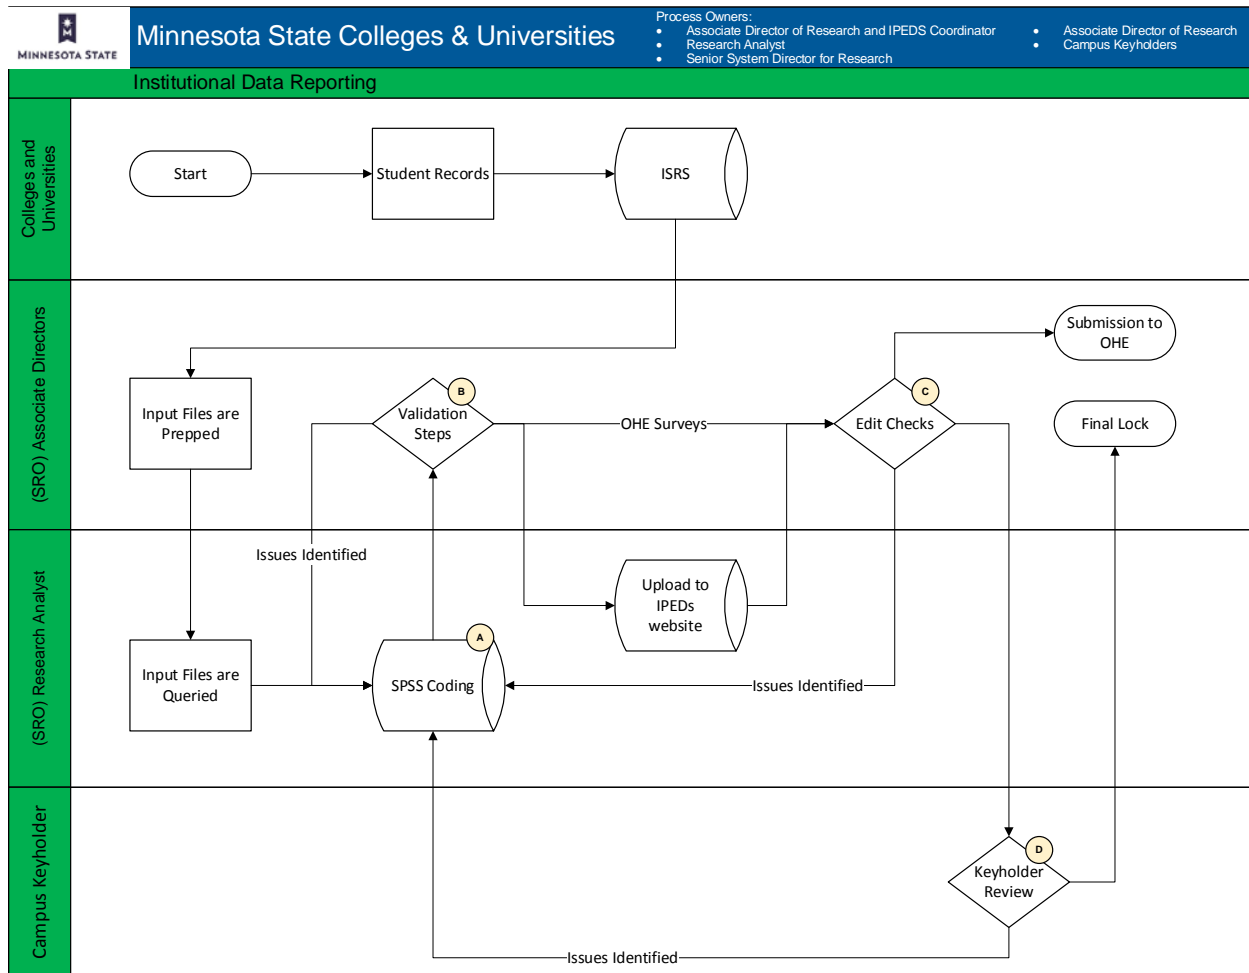 MINNESOTA STATE
Minnesota State Colleges & Universities
Process Owners:
• Associate Director of Research and IPEDS Coordinator
• Research Analyst
• Senior System Director for Research
• Associate Director of Research
• Campus Keyholders
Institutional Data Reporting
Colleges and
Universities
Start
Student Records
ISRS
(SRO) Associate Directors
Submission to
OHE
Input Files are
Prepped
B
Validation
Steps
OHE Surveys
C
Edit Checks
Final Lock
(SRO) Research Analyst
Issues Identified
Upload to
IPEDs
website
Input Files are
Queried
A
SPSS Coding
Issues Identified
Campus Keyholder
D
Keyholder
Review
Issues Identified